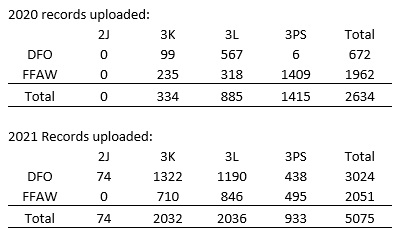 2020 records uploaded:
2J 3K 3L 3PS Total
DFO 0 99 567 6 672
FFAW 0 235 318 1409 1962
Total 0 334 885 1415 2634
2021 Records uploaded:
2J 3K 3L 3PS Total
DFO 74 1322 1190 438 3024
FFAW 0 710 846 495 2051
Total 74 2032 2036 933 5075